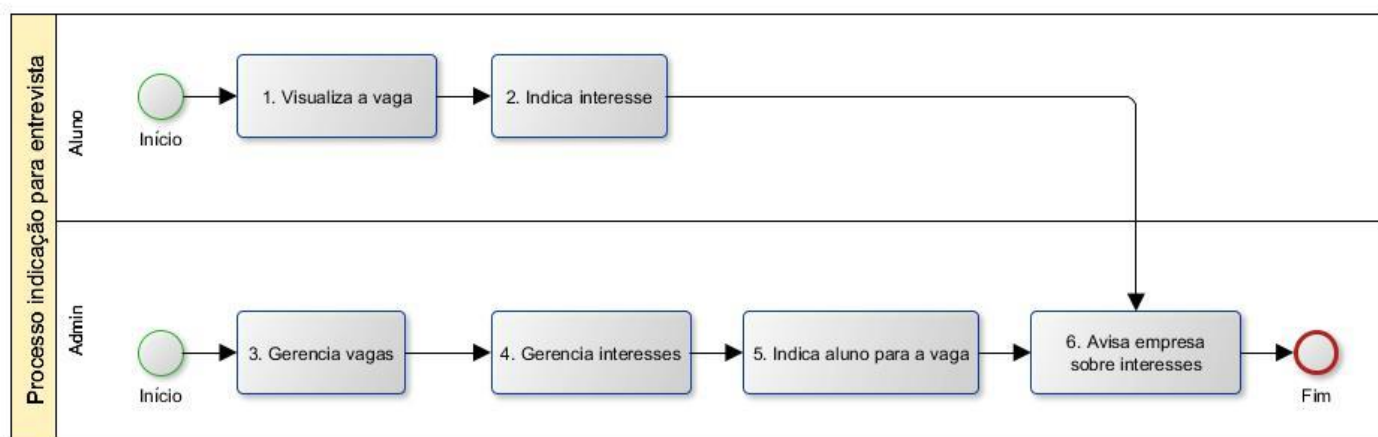 Processo indicação para entrevista
Aluno
Início
1. Visualiza a vaga
2. Indica interesse
Admin
Início
3. Gerencia vagas
4. Gerencia interesses
5. Indica aluno para a vaga
6. Avisa empresa
sobre interesses
Fim